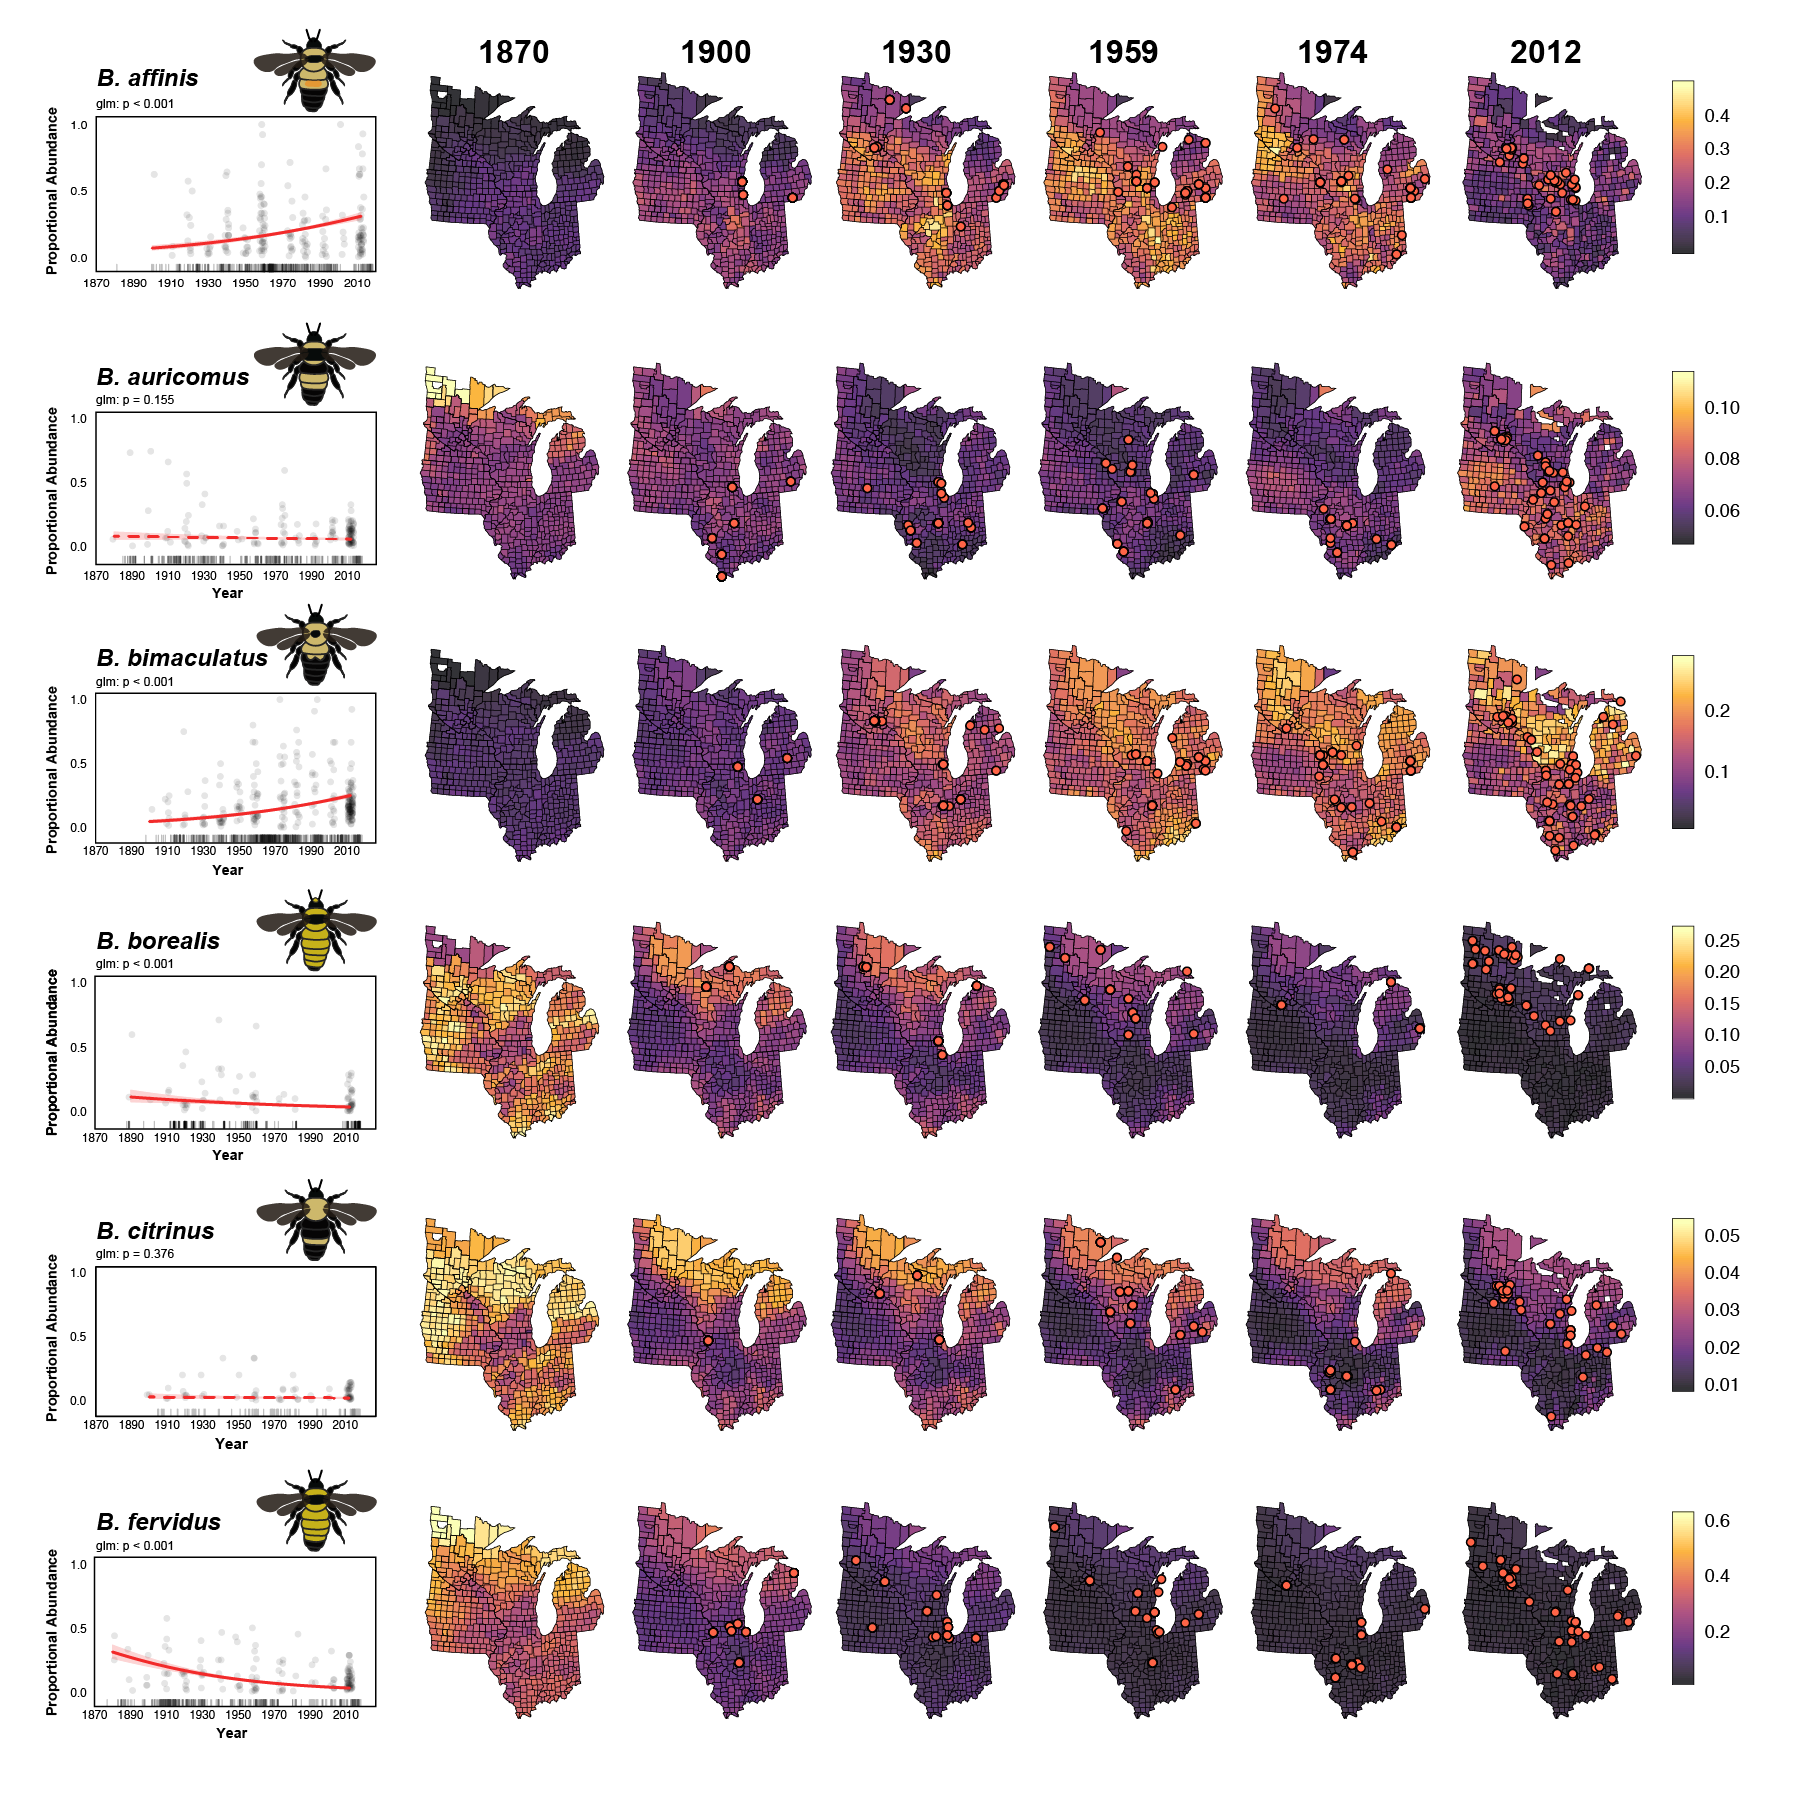 1870 1900 1930 1959 1974 2012
B. affinis
glm: p < 0.001
Proportional Abundance
1.0
0.5
0.0
1870 1890 1910 1930 1950 1970 1990 2010
0.4
0.3
0.2
0.1
B. auricomus
glm: p = 0.155
Proportional Abundance
1.0
0.5
0.0
1870 1890 1910 1930 1950 1970 1990 2010
Year
0.10
0.08
0.06
B. bimaculatus
glm: p < 0.001
Proportional Abundance
1.0
0.5
0.0
1870 1890 1910 1930 1950 1970 1990 2010
Year
0.2
0.1
B. borealis
glm: p < 0.001
Proportional Abundance
1.0
0.5
0.0
1870 1890 1910 1930 1950 1970 1990 2010
Year
0.25
0.20
0.15
0.10
0.05
B. citrinus
glm: p = 0.376
Proportional Abundance
1.0
0.5
0.0
1870 1890 1910 1930 1950 1970 1990 2010
Year
0.05
0.04
0.03
0.02
0.01
B. fervidus
glm: p < 0.001
Proportional Abundance
1.0
0.5
0.0
1870 1890 1910 1930 1950 1970 1990 2010
Year
0.6
0.4
0.2